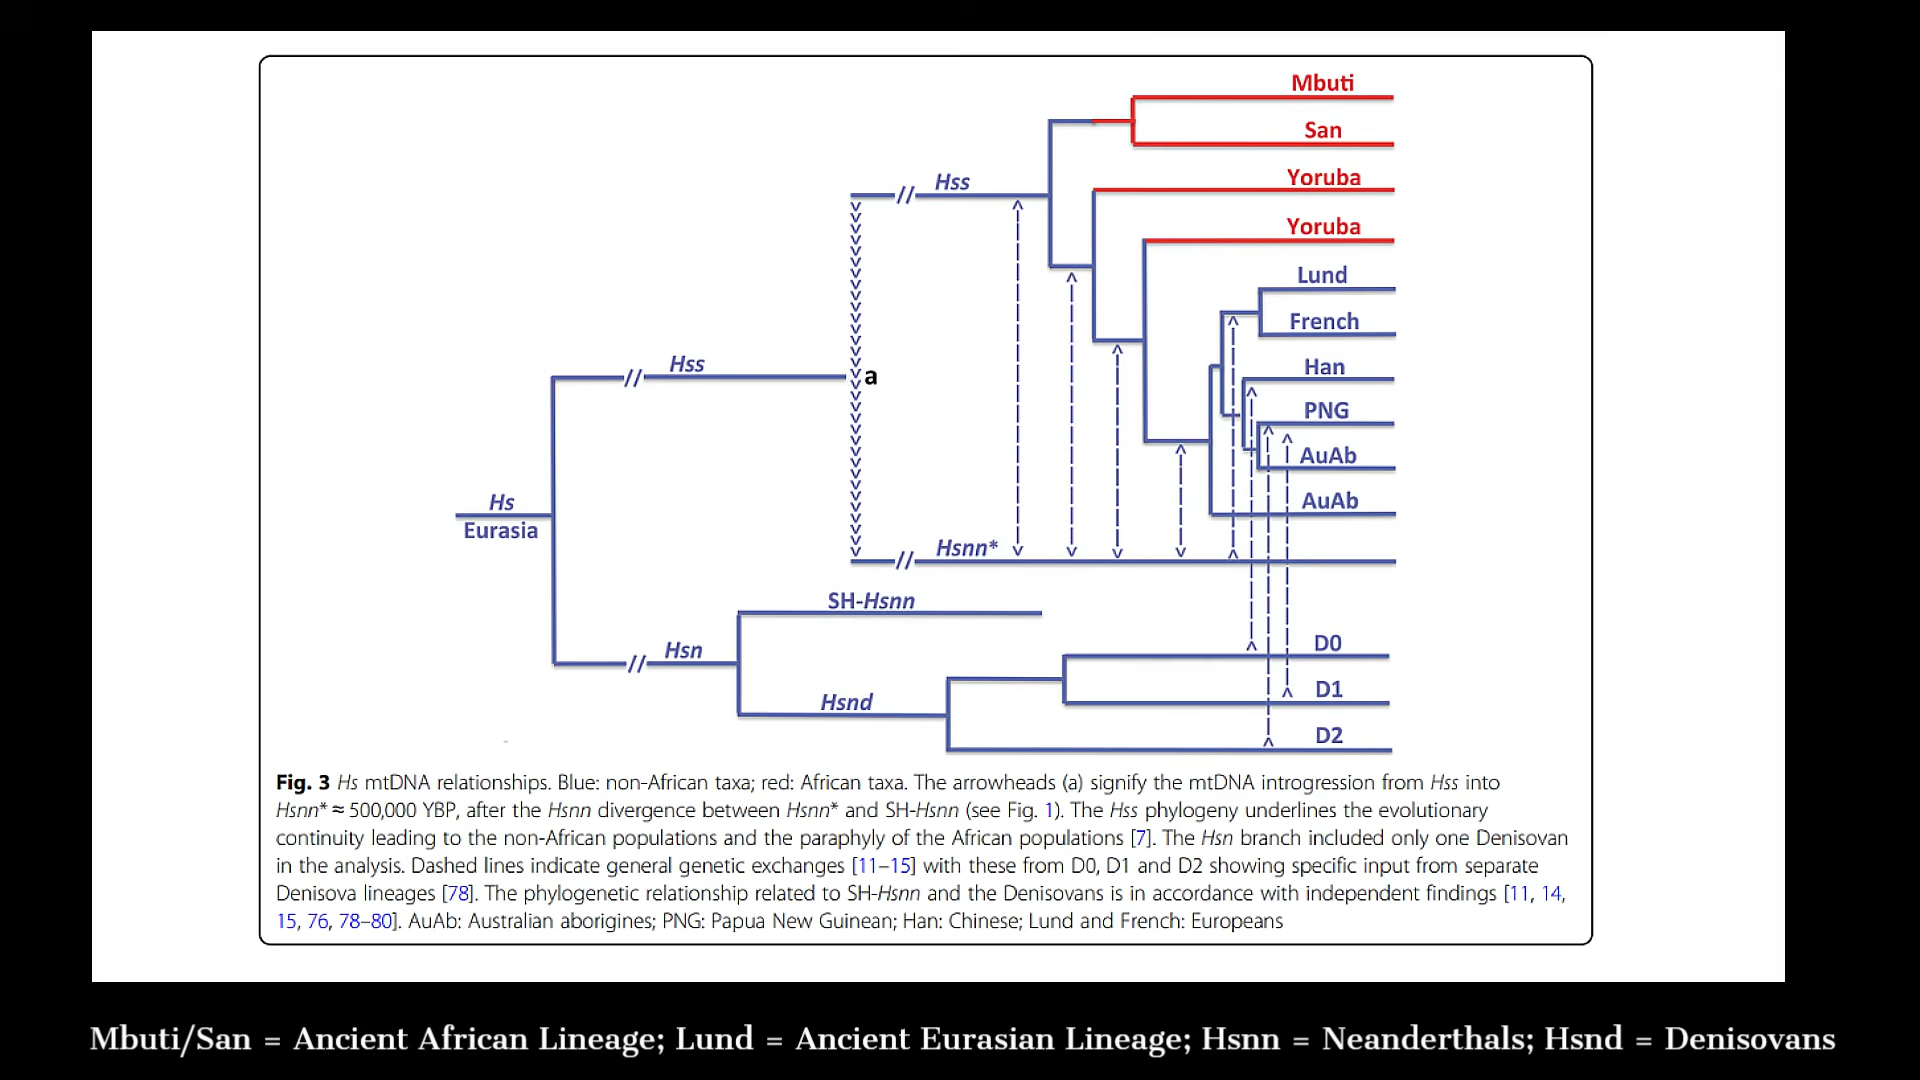 Mbuti
San
Hss
Yoruba
Yoruba
Lund
French
Hss
Han
a
PNG
AuAb
Hs
AuAb
Eurasia
Hsnn*
SH-Hsnn
Hsn
D0
D1
Hsnd
D2
Fig. 3 Hs mtDNA relationships. Blue: non-African taxa; red: African taxa. The arrowheads (a) signify the mtDNA introgression from Hss into
Hsnn* ≈ 500,000 YBP, after the Hsnn divergence between Hsnn* and SH-Hsnn (see Fig. 1). The Hss phylogeny underlines the evolutionary
continuity leading to the non-African populations and the paraphyly of the African populations [7]. The Hsn branch included only one Denisovan
in the analysis. Dashed lines indicate general genetic exchanges [11–15] with these from D0, D1 and D2 showing specific input from separate
Denisova lineages [78]. The phylogenetic relationship related to SH-Hsnn and the Denisovans is in accordance with independent findings [11, 14,
15, 76, 78–80]. AuAb: Australian aborigines; PNG: Papua New Guinean; Han: Chinese; Lund and French: Europeans
Mbuti/San = Ancient African Lineage; Lund = Ancient Eurasian Lineage; Hsnn = Neanderthals; Hsnd = Denisovans